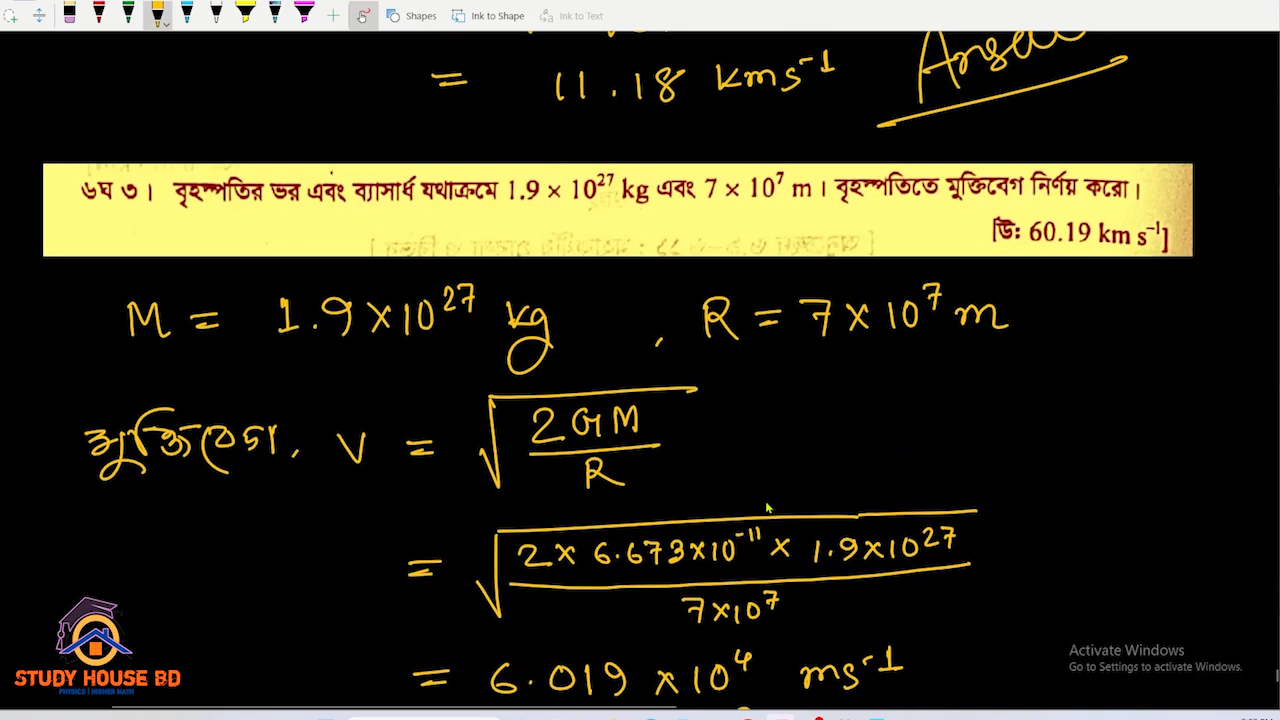 Shapes Ink to Shape Ink to Text
= 11.18 kms⁻¹
৬ঘ ৩। বৃহস্পতির ভর এবং ব্যাসার্ধ যথাক্রমে 1.9 × 10²⁷ kg এবং 7 × 10⁷ m। বৃহস্পতিতে মুক্তিবেগ নির্ণয় করো।
[উঃ 60.19 km s⁻¹]
M = 1.9×10²⁷ kg , R = 7×10⁷ m
মুক্তিবেগ, V = √(2GM/R)
= √(2× 6.673×10⁻¹¹ × 1.9×10²⁷ / 7×10⁷)
= 6.019 ×10⁴ ms⁻¹
STUDY HOUSE BD
PHYSICS | HIGHER MATH
Activate Windows
Go to Settings to activate Windows.